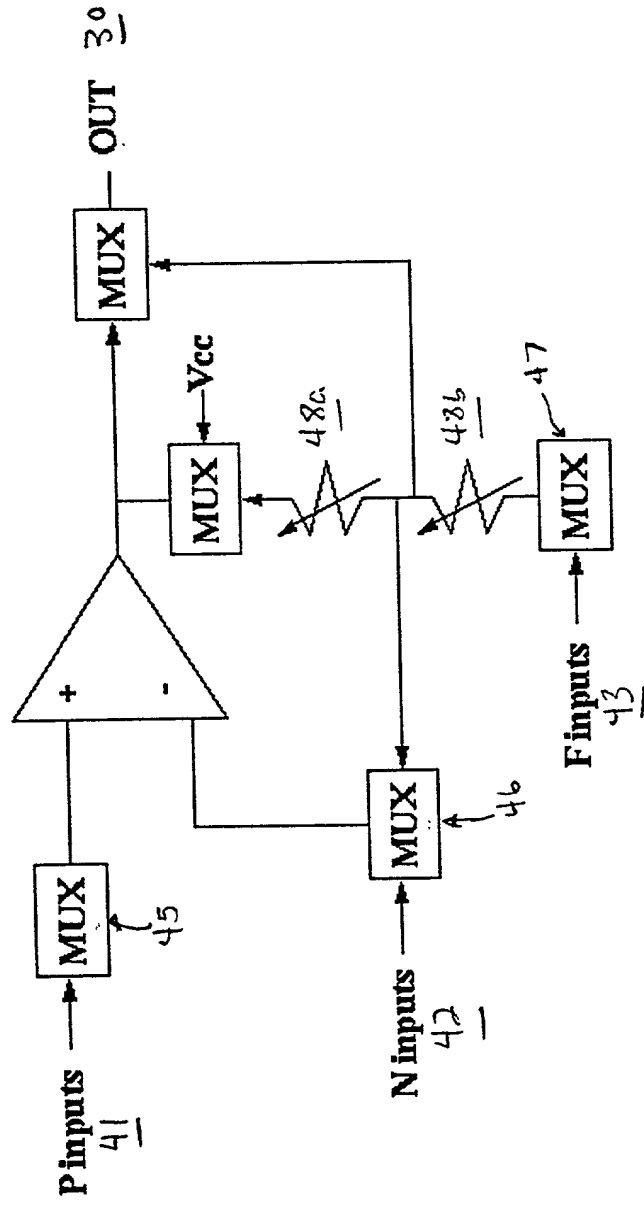 MUX OUT 30
+
-
MUX Vcc
48a
48b
Pinputs MUX
41
45
Ninputs MUX
42
46
Finputs MUX
43
47